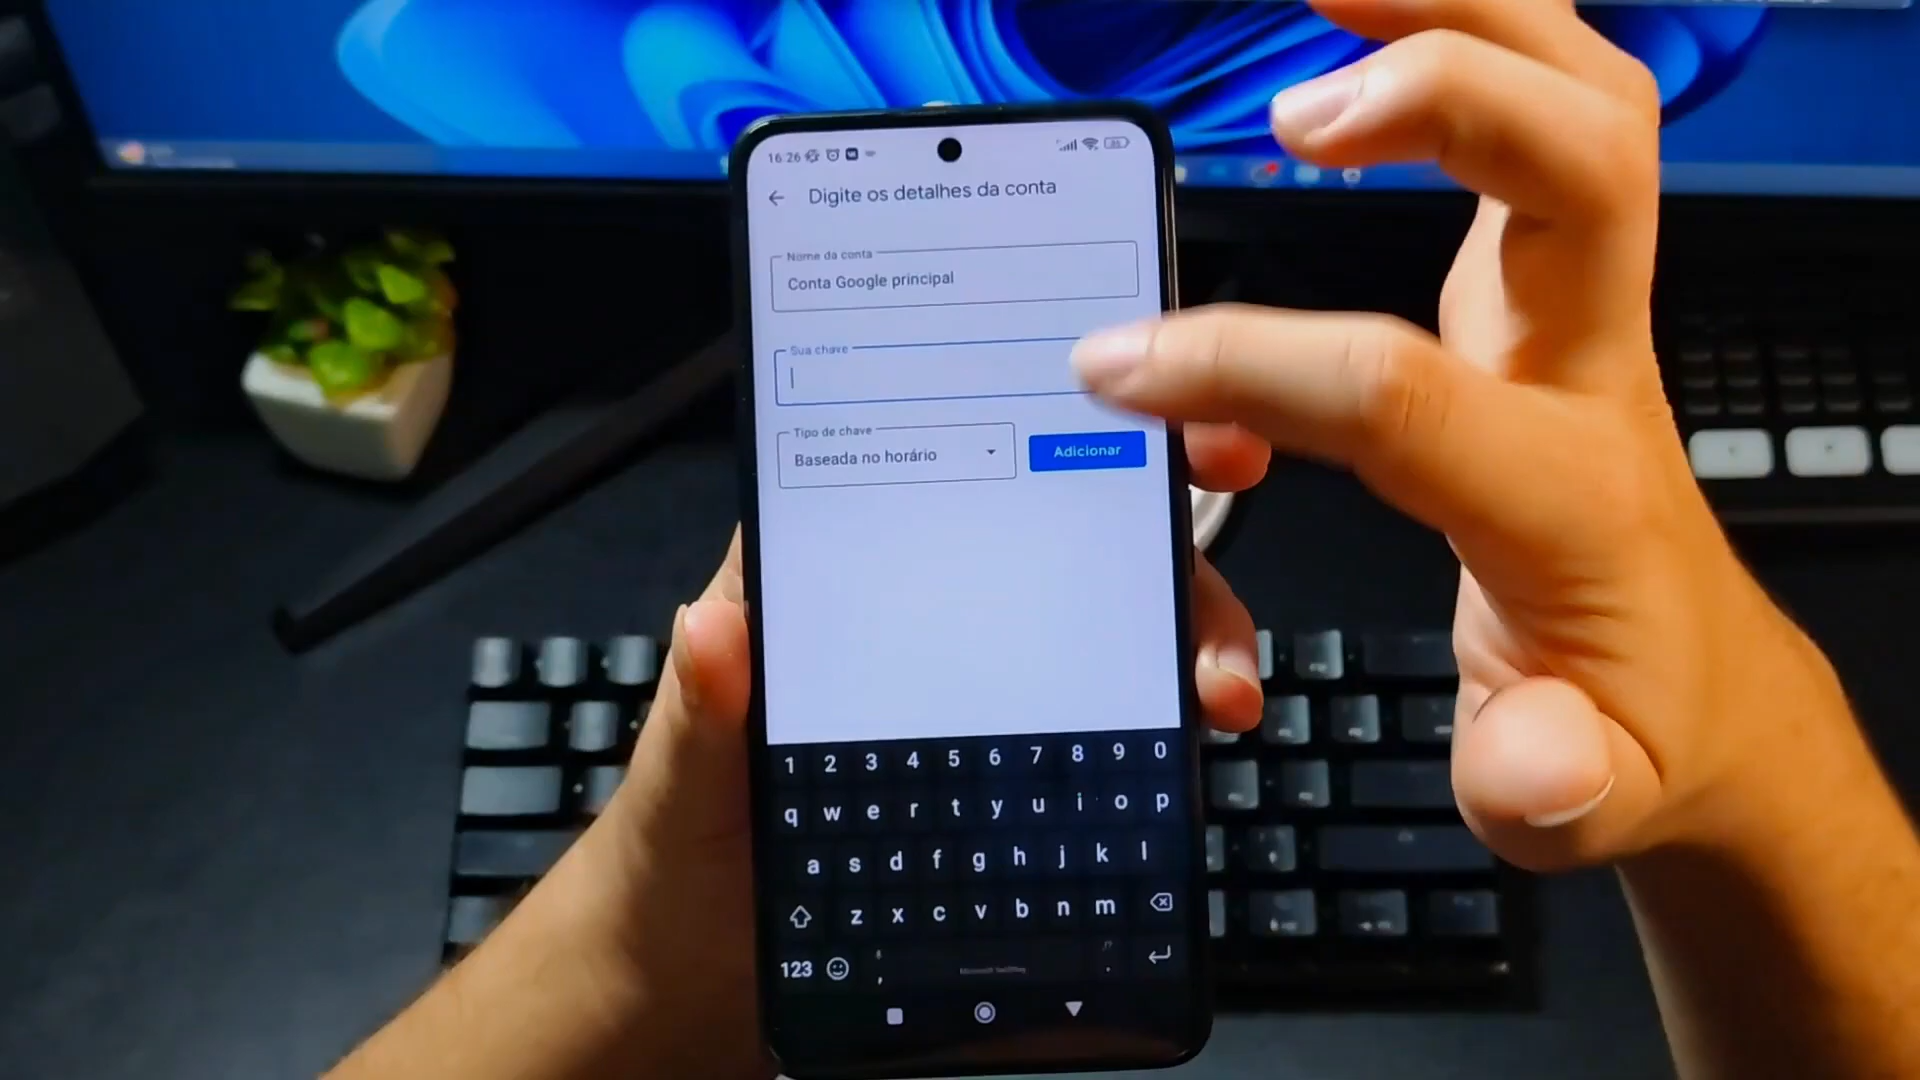 16:26
Digite os detalhes da conta
Nome da conta
Conta Google principal
Sua chave
Tipo de chave
Baseada no horário
Adicionar
1 2 3 4 5 6 7 8 9 0
q w e r t y u i o p
a s d f g h j k l
z x c v b n m
123 , .